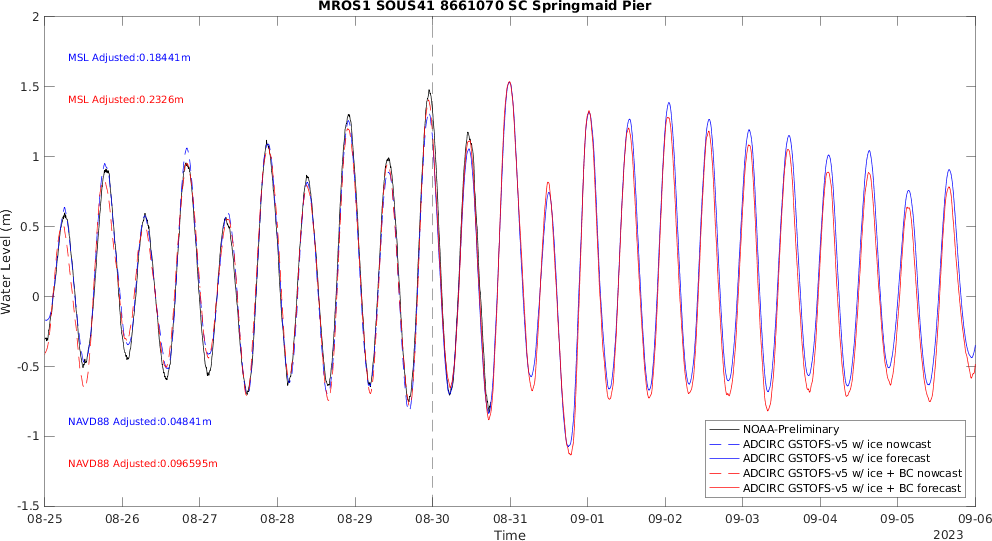 MROS1 SOUS41 8661070 SC Springmaid Pier
2
1.5
1
0.5
0
-0.5
-1
-1.5
Water Level (m)
MSL Adjusted:0.18441m
MSL Adjusted:0.2326m
NAVD88 Adjusted:0.04841m
NAVD88 Adjusted:0.096595m
NOAA-Preliminary
ADCIRC GSTOFS-v5 w/ ice nowcast
ADCIRC GSTOFS-v5 w/ ice forecast
ADCIRC GSTOFS-v5 w/ ice + BC nowcast
ADCIRC GSTOFS-v5 w/ ice + BC forecast
08-25 08-26 08-27 08-28 08-29 08-30 08-31 09-01 09-02 09-03 09-04 09-05 09-06
Time
2023